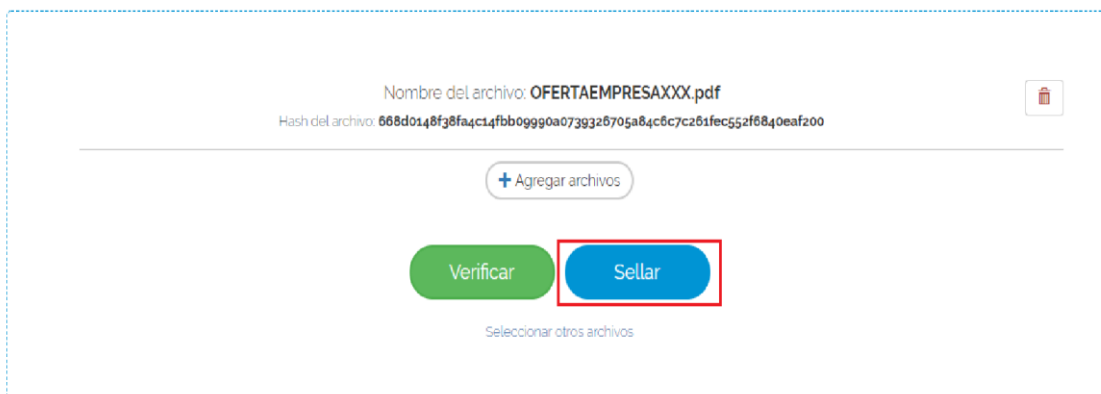 Nombre del archivo: OFERTAEMPRESAXXX.pdf
Hash del archivo: 668d0148f38fa4c14fbb09990a0739326705a84c6c7c261fec552f6840eaf200
+ Agregar archivos
Verificar
Sellar
Seleccionar otros archivos